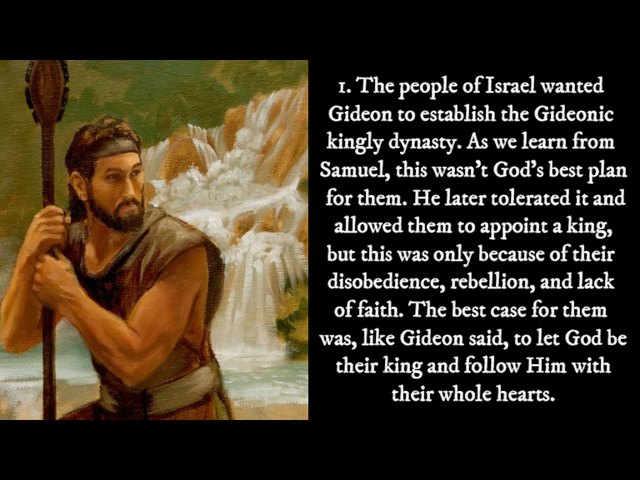 1. The people of Israel wanted
Gideon to establish the Gideonic
kingly dynasty. As we learn from
Samuel, this wasn't God's best plan
for them. He later tolerated it and
allowed them to appoint a king,
but this was only because of their
disobedience, rebellion, and lack
of faith. The best case for them
was, like Gideon said, to let God be
their king and follow Him with
their whole hearts.